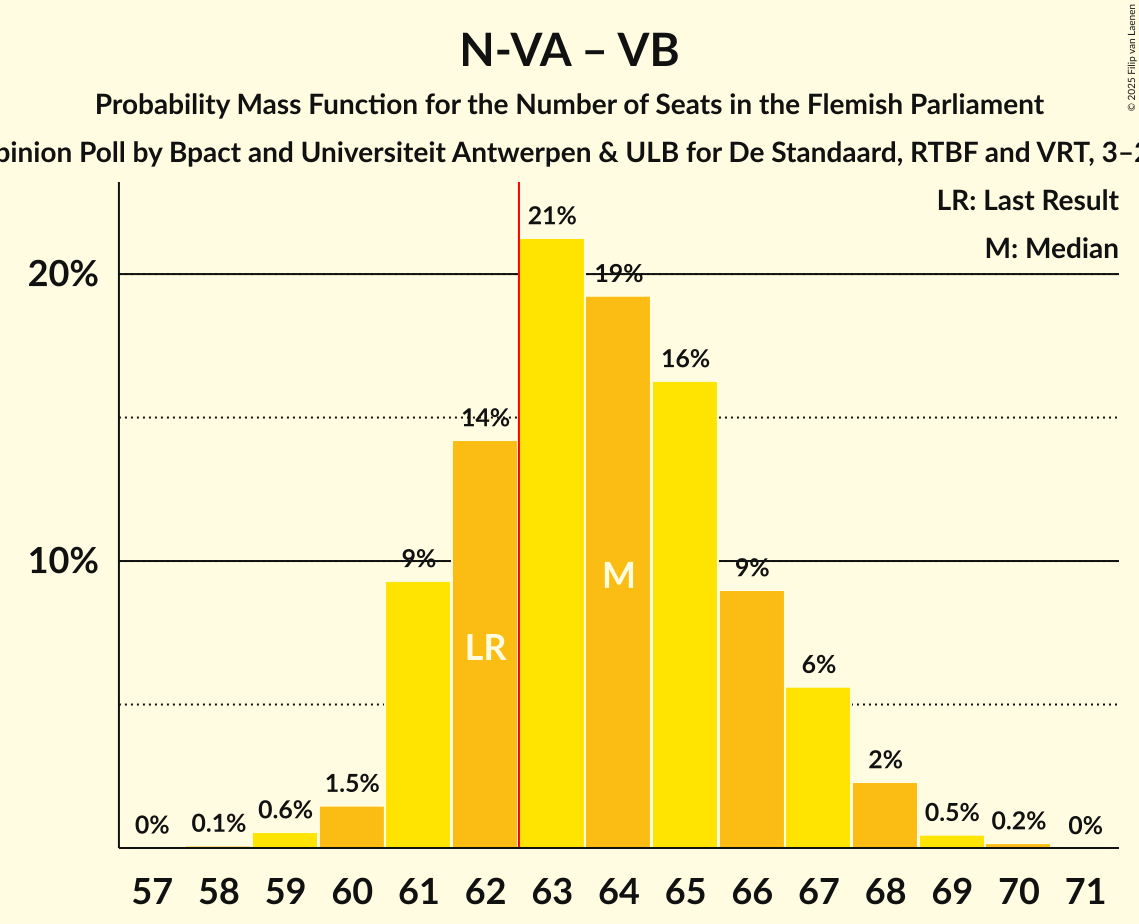 N-VA – VB
Probability Mass Function for the Number of Seats in the Flemish Parliament
pinion Poll by Bpact and Universiteit Antwerpen & ULB for De Standaard, RTBF and VRT, 3–2
© 2025 Filip van Laenen
LR: Last Result
M: Median
20%
10%
0%
0.1%
0.6%
1.5%
9%
14%
21%
19%
16%
9%
6%
2%
0.5%
0.2%
0%
LR
M
57 58 59 60 61 62 63 64 65 66 67 68 69 70 71